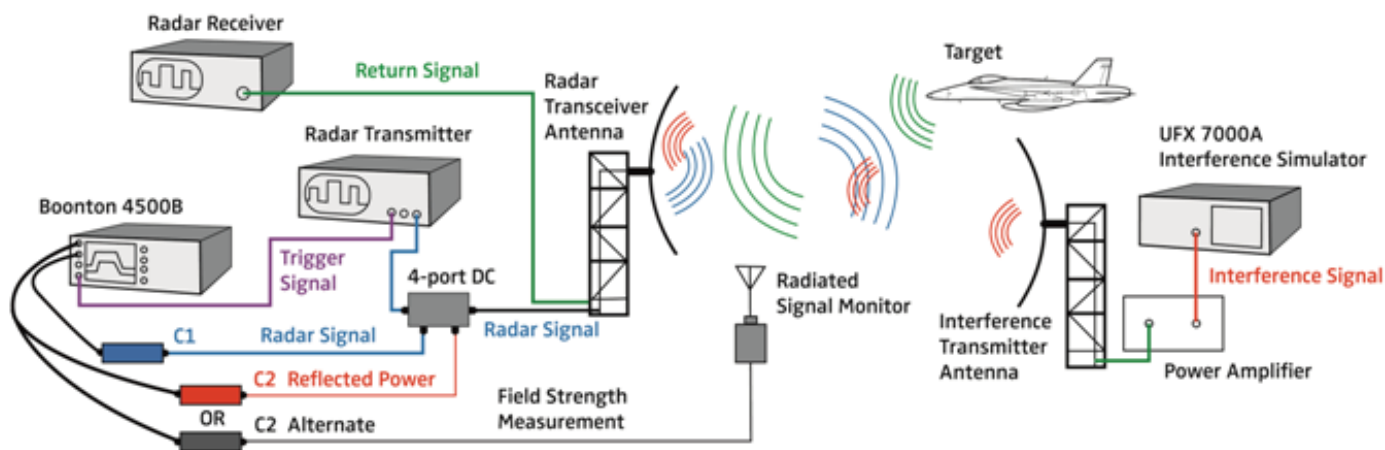 Radar Receiver
Return Signal
Radar
Transceiver
Antenna
Target
Radar Transmitter
UFX 7000A
Interference Simulator
Boonton 4500B
Trigger
Signal
4-port DC
Radiated
Signal Monitor
Interference Signal
C1
Radar Signal
Radar Signal
Interference
Transmitter
Antenna
Power Amplifier
C2 Reflected Power
OR
C2 Alternate
Field Strength
Measurement